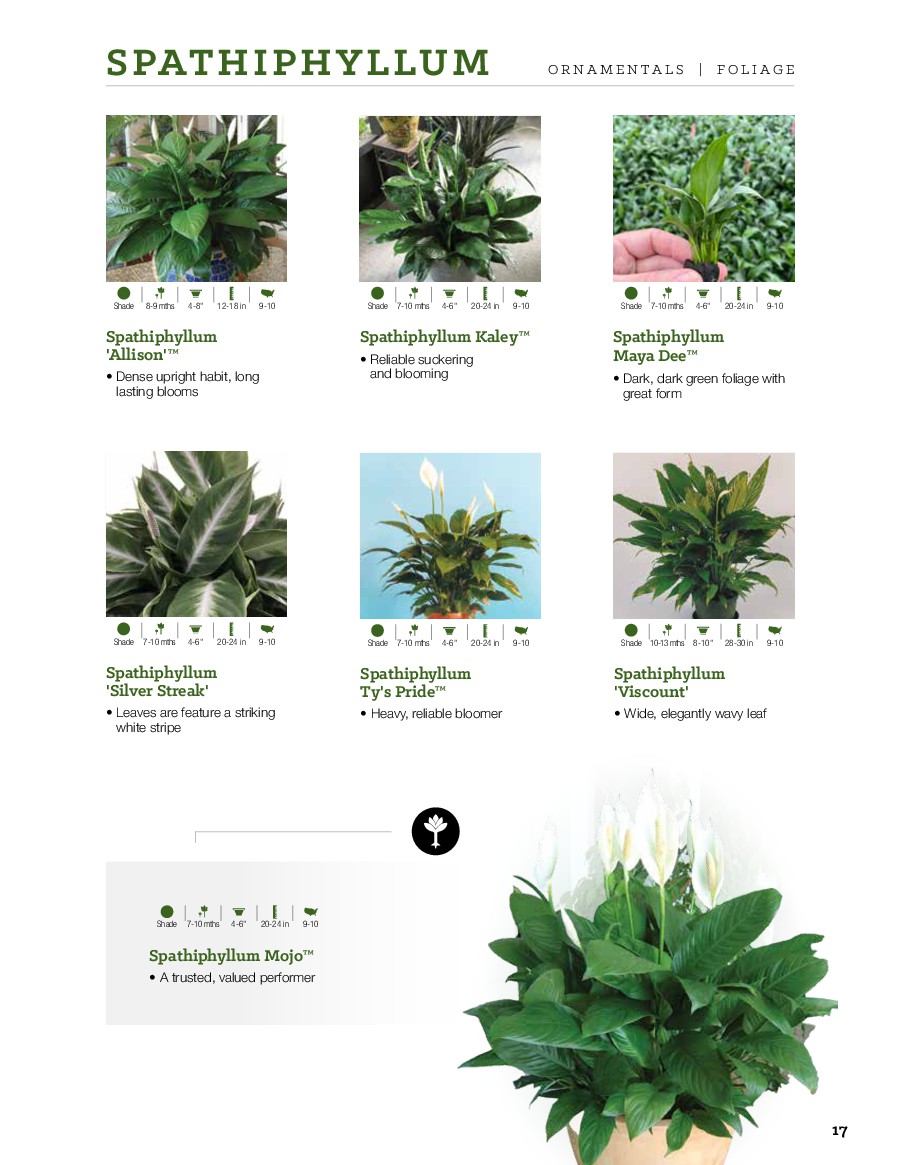 SPATHIPHYLLUM
ORNAMENTALS | FOLIAGE
Shade 8-9 mths 4-8" 12-18 in 9-10
Spathiphyllum
'Allison'™
• Dense upright habit, long
lasting blooms
Shade 7-10 mths 4-6" 20-24 in 9-10
Spathiphyllum Kaley™
• Reliable suckering
and blooming
Shade 7-10 mths 4-6" 20-24 in 9-10
Spathiphyllum
Maya Dee™
• Dark, dark green foliage with
great form
Shade 7-10 mths 4-6" 20-24 in 9-10
Spathiphyllum
'Silver Streak'
• Leaves are feature a striking
white stripe
Shade 7-10 mths 4-6" 20-24 in 9-10
Spathiphyllum
Ty's Pride™
• Heavy, reliable bloomer
Shade 10-13 mths 8-10" 28-30 in 9-10
Spathiphyllum
'Viscount'
• Wide, elegantly wavy leaf
Shade 7-10 mths 4-6" 20-24 in 9-10
Spathiphyllum Mojo™
• A trusted, valued performer
17